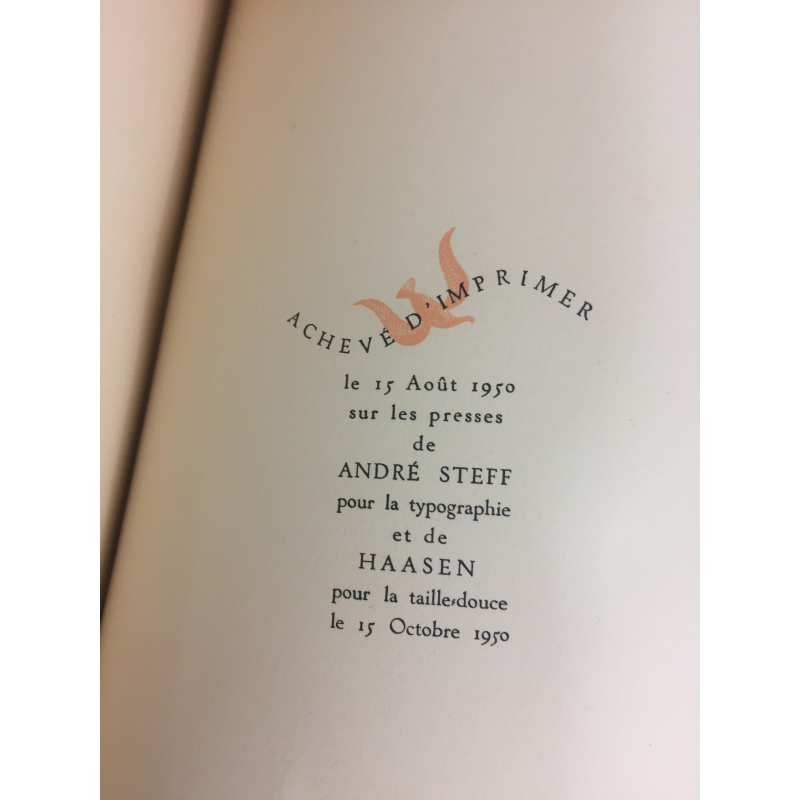 ACHEVÉ D'IMPRIMER
le 15 Août 1950
sur les presses
de
ANDRÉ STEFF
pour la typographie
et de
HAASEN
pour la taille-douce
le 15 Octobre 1950